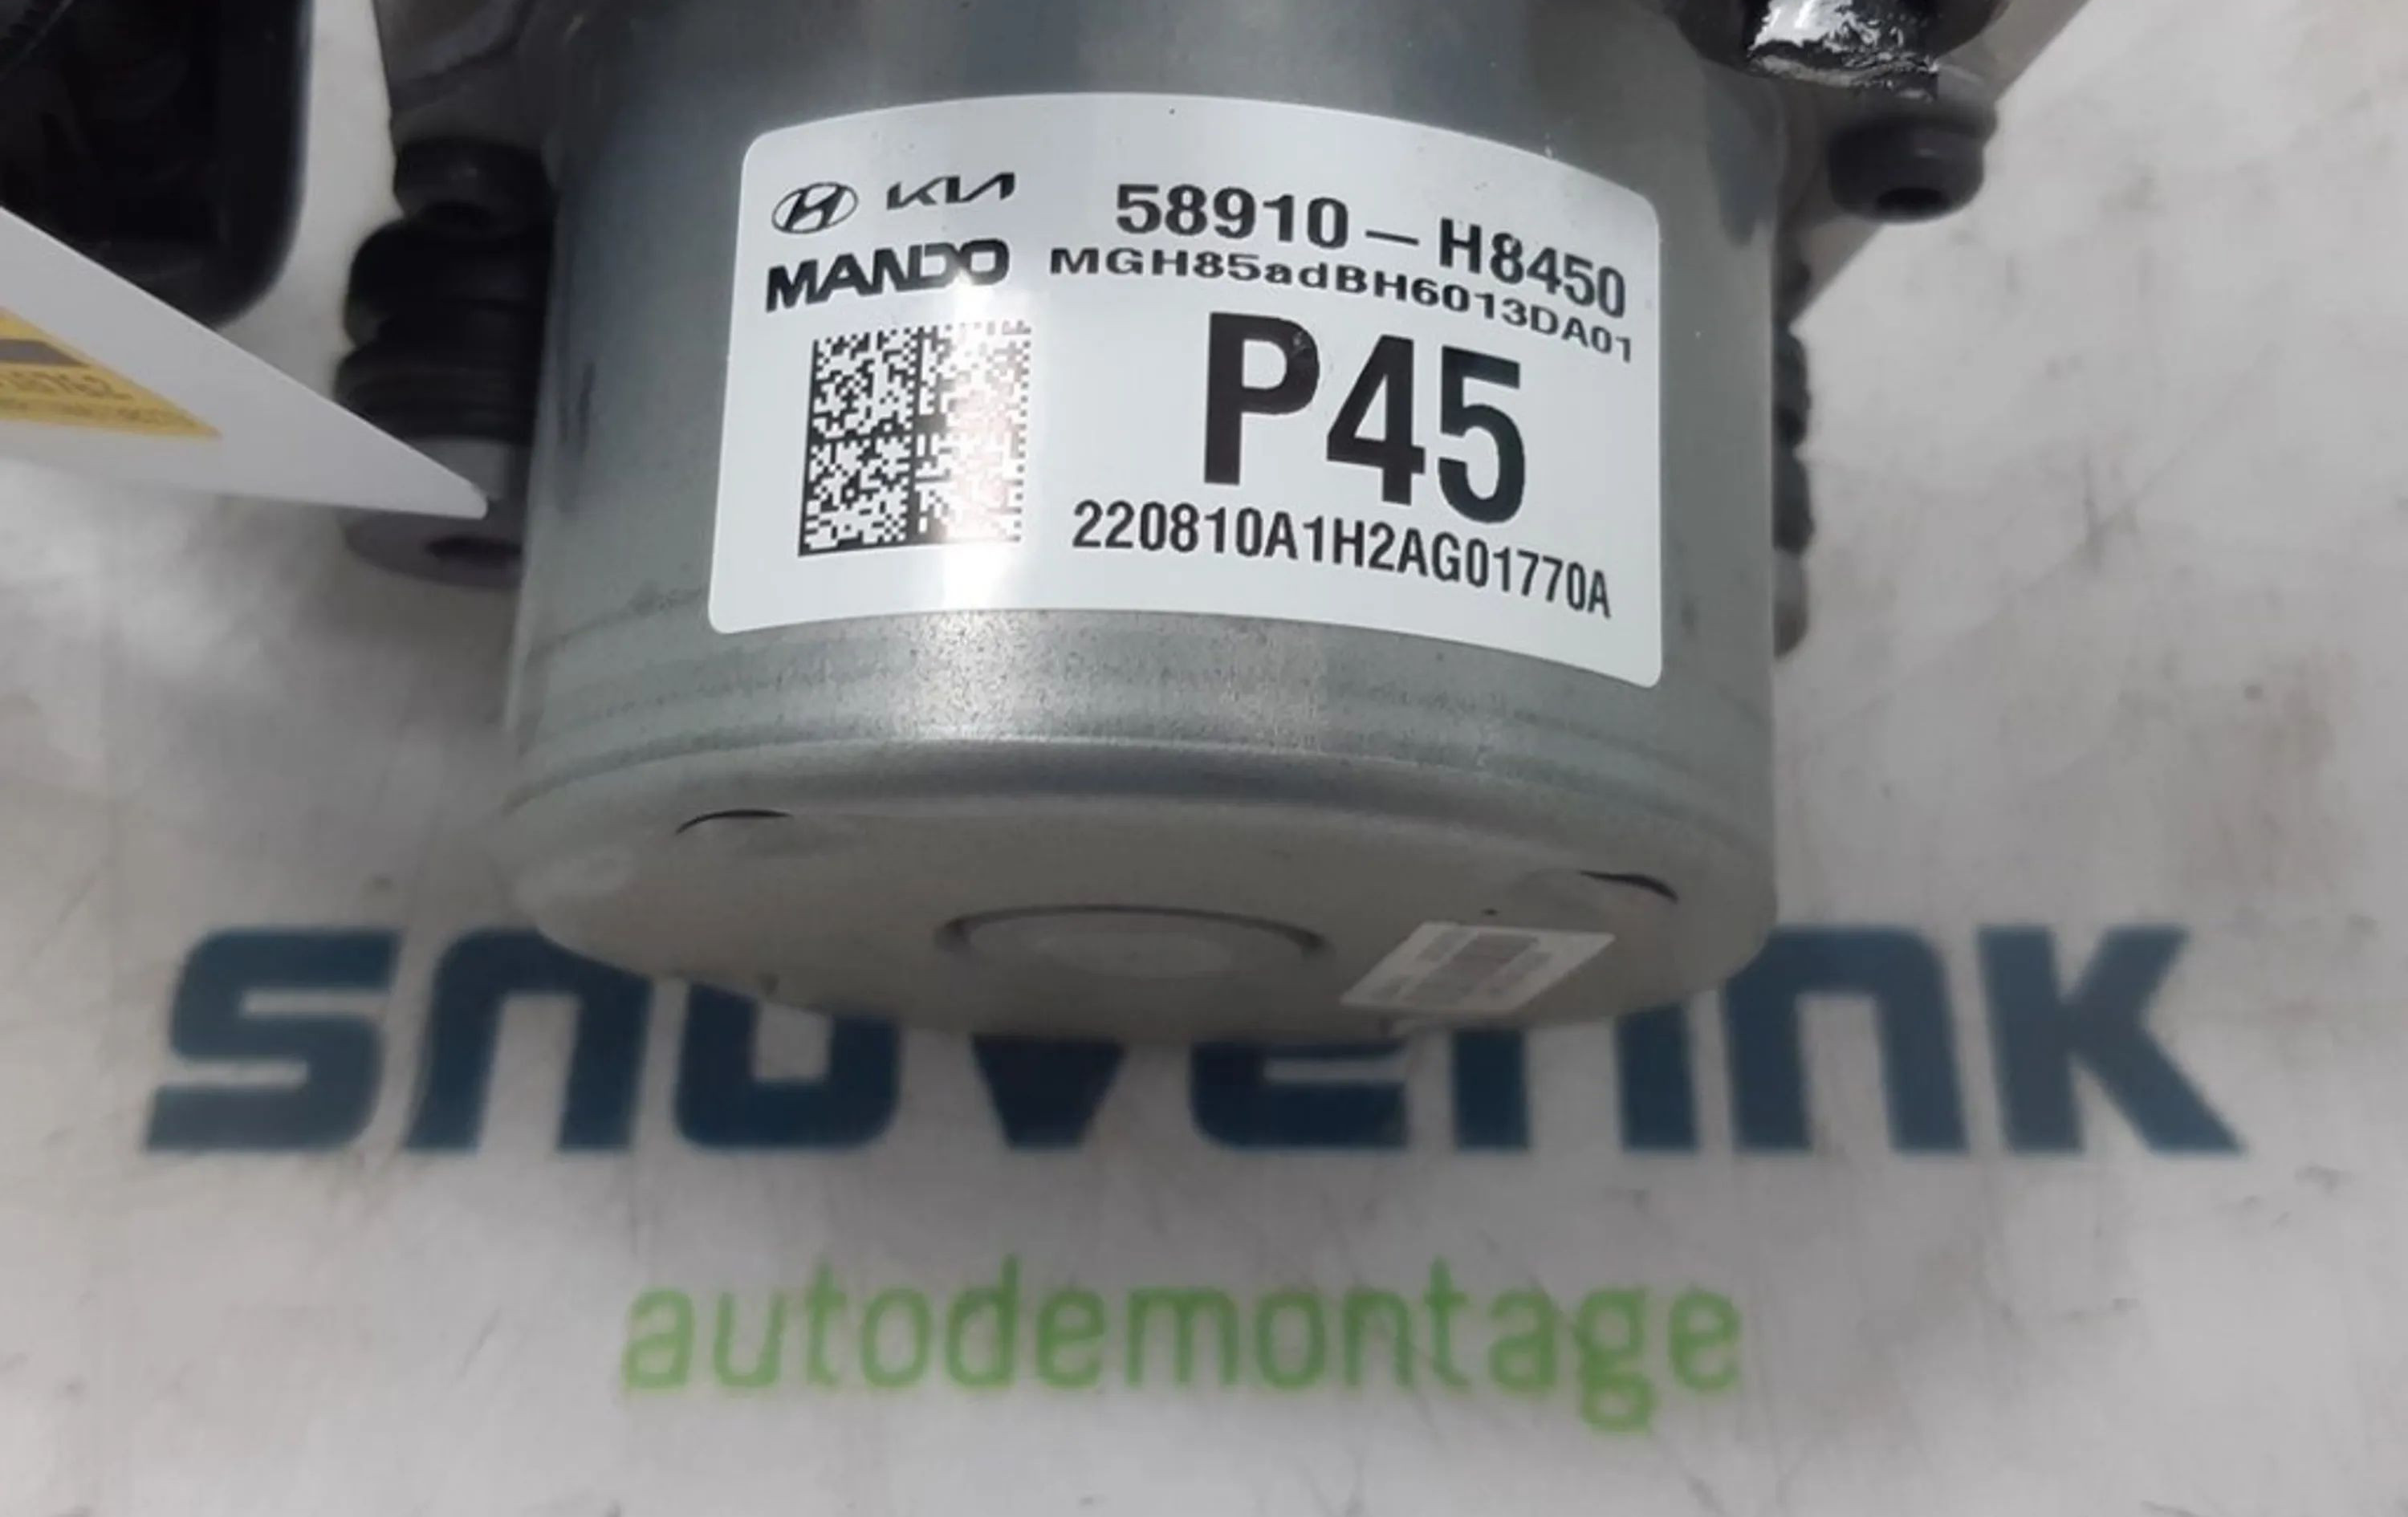 KIA 58910-H8450
MANDO MGH85adBH6013DA01
P45
220810A1H2AG01770A
snoverink
autodemontage